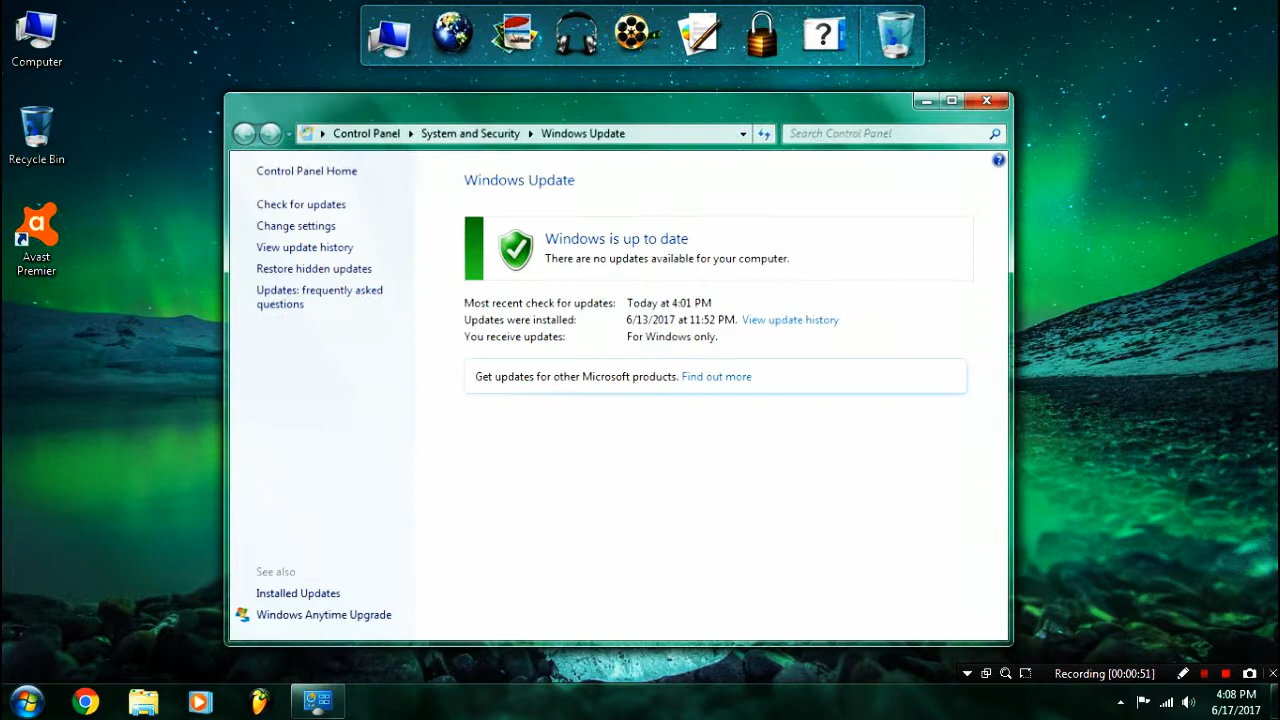 Computer
Recycle Bin
Avast
Premier
Control Panel
System and Security
Windows Update
Search Control Panel
Control Panel Home
Check for updates
Change settings
View update history
Restore hidden updates
Updates: frequently asked
questions
See also
Installed Updates
Windows Anytime Upgrade
Windows Update
Windows is up to date
There are no updates available for your computer.
Most recent check for updates: Today at 4:01 PM
Updates were installed: 6/13/2017 at 11:52 PM. View update history
You receive updates: For Windows only.
Get updates for other Microsoft products. Find out more
Recording [00:00:51]
4:08 PM
6/17/2017